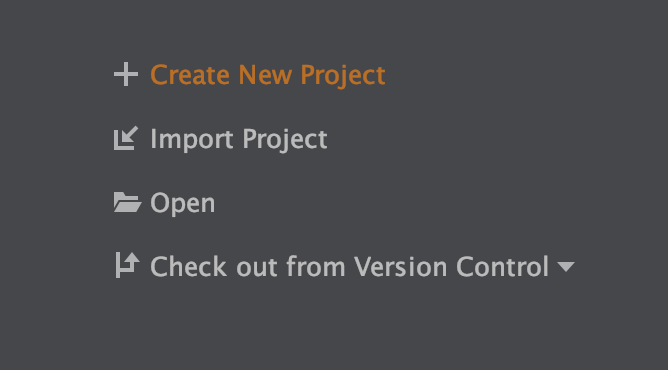 Create New Project
Import Project
Open
Check out from Version Control